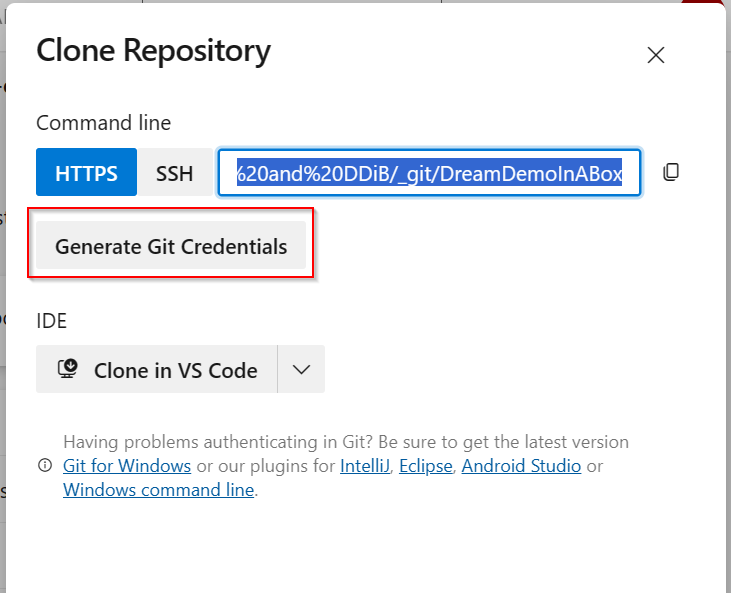 Clone Repository
Command line
HTTPS
SSH
%20and%20DDiB/_git/DreamDemoInABox
Generate Git Credentials
IDE
Clone in VS Code
Having problems authenticating in Git? Be sure to get the latest version
Git for Windows or our plugins for IntelliJ, Eclipse, Android Studio or
Windows command line.